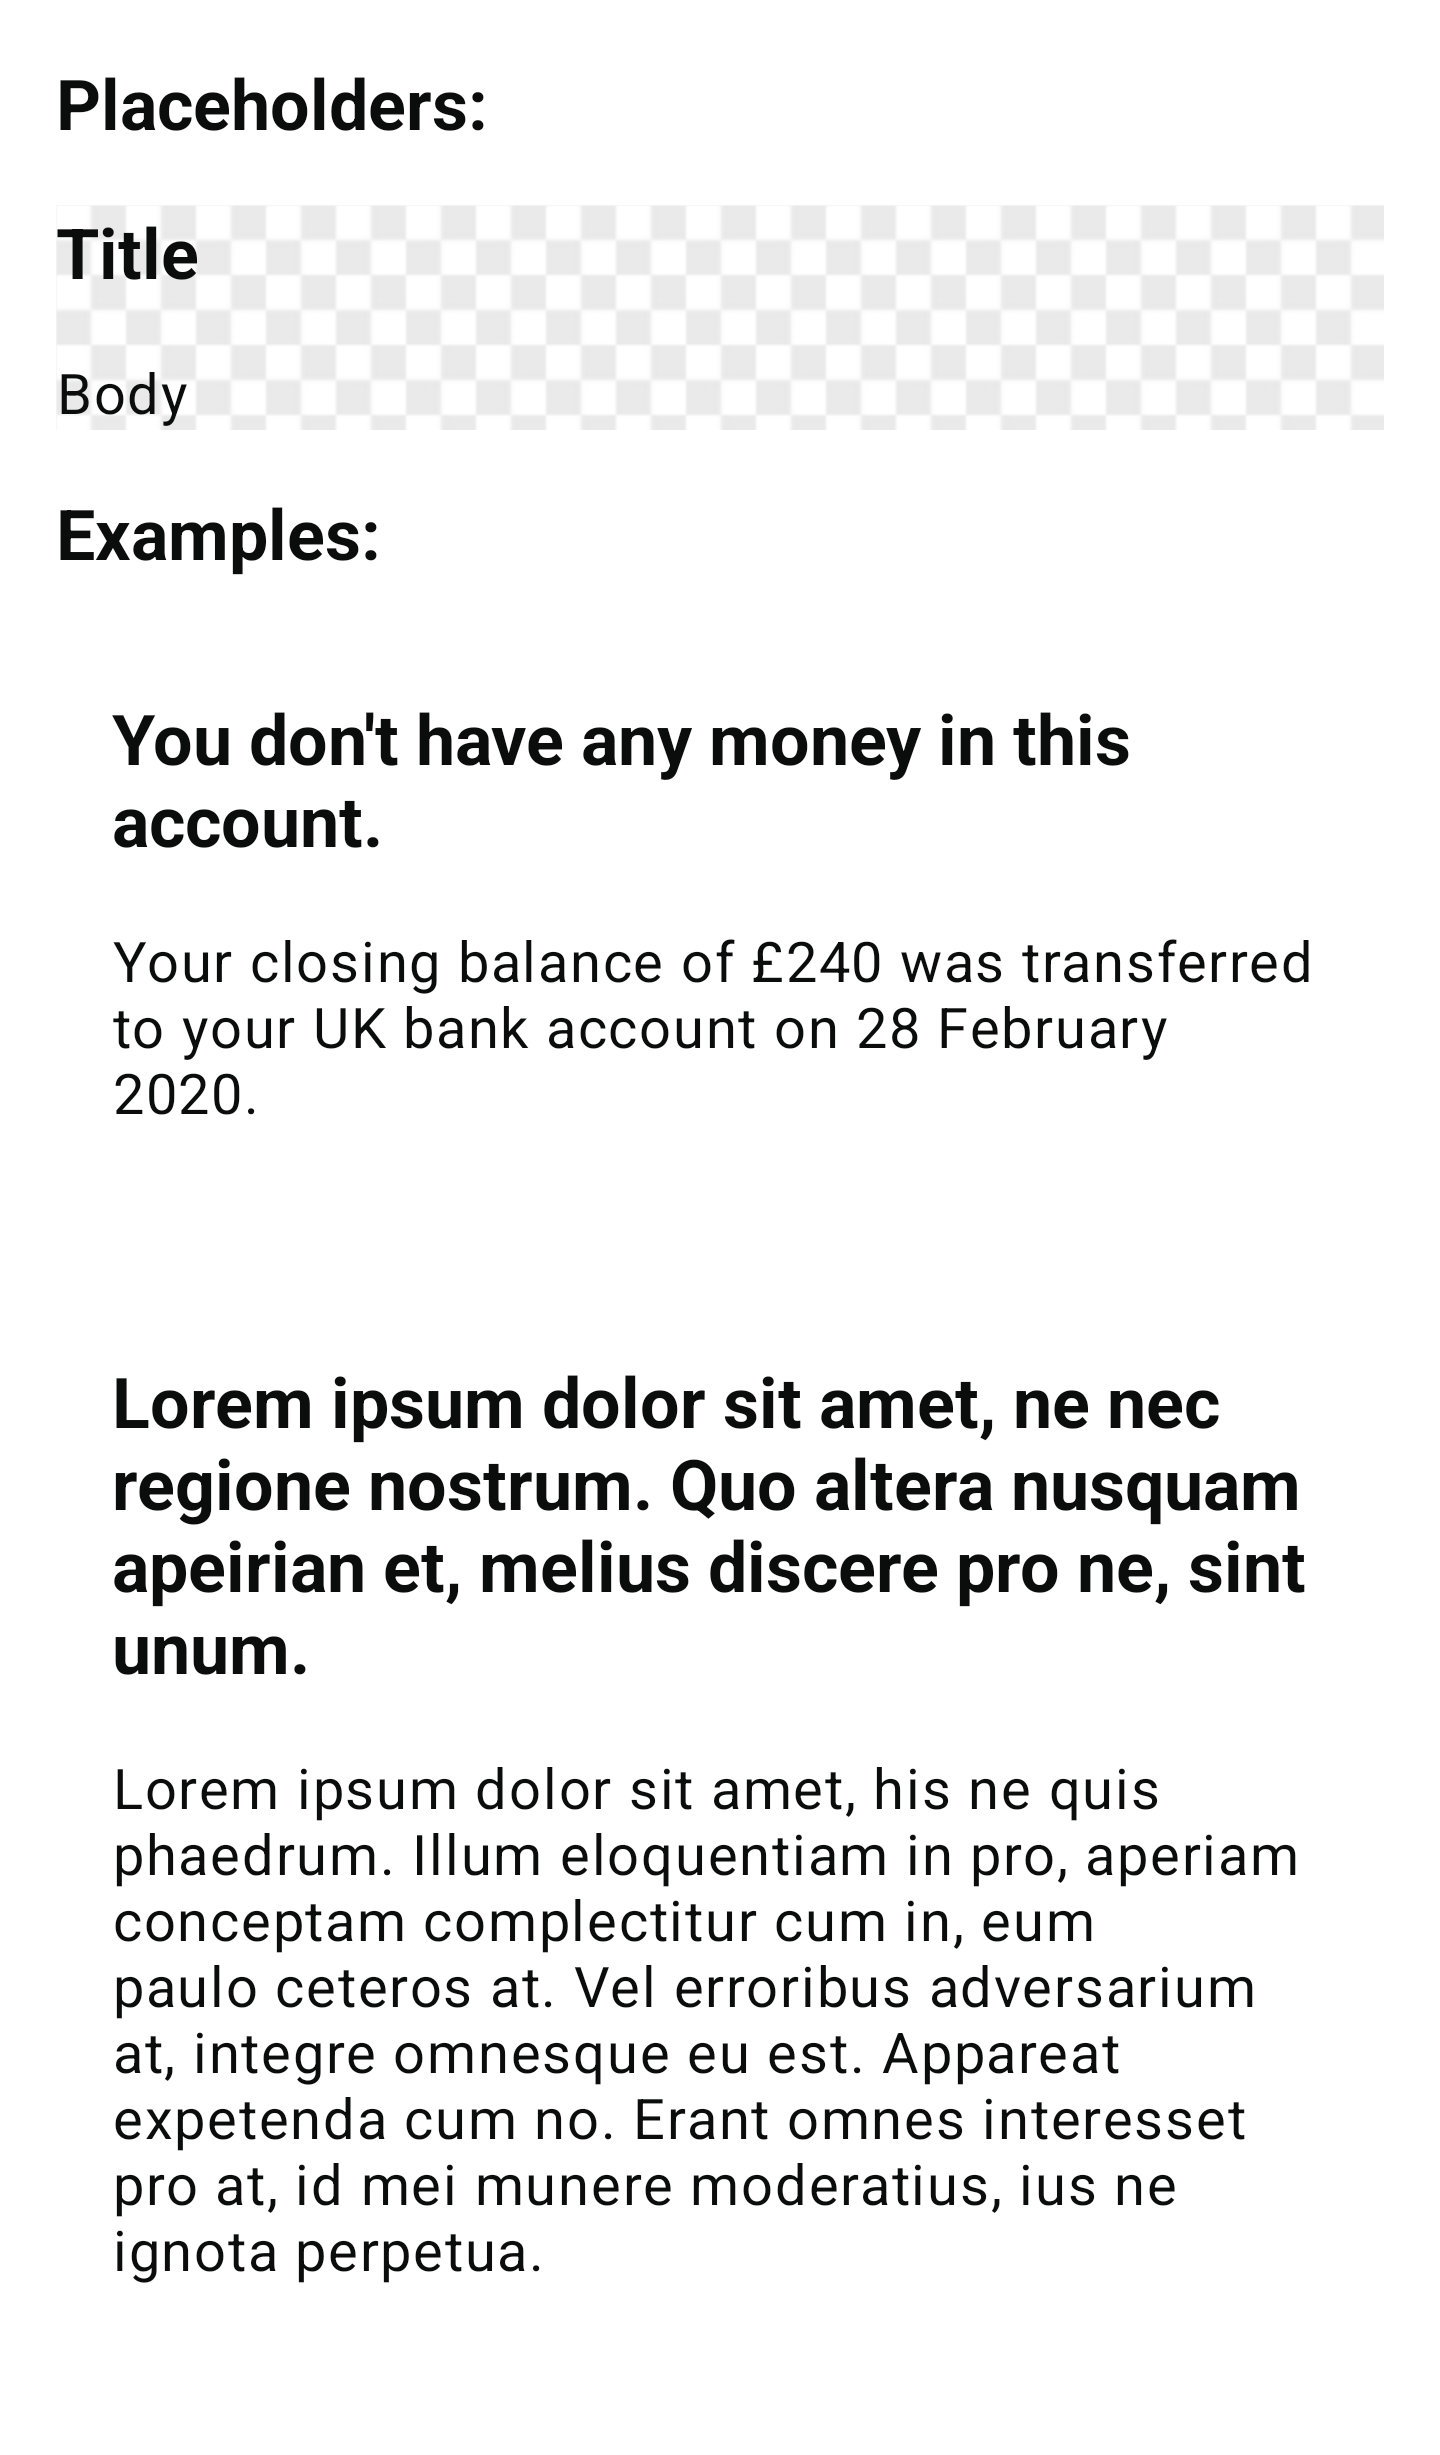 Placeholders:
Title
Body
Examples:
You don't have any money in this
account.
Your closing balance of £240 was transferred
to your UK bank account on 28 February
2020.
Lorem ipsum dolor sit amet, ne nec
regione nostrum. Quo altera nusquam
apeirian et, melius discere pro ne, sint
unum.
Lorem ipsum dolor sit amet, his ne quis
phaedrum. Illum eloquentiam in pro, aperiam
conceptam complectitur cum in, eum
paulo ceteros at. Vel erroribus adversarium
at, integre omnesque eu est. Appareat
expetenda cum no. Erant omnes interesset
pro at, id mei munere moderatius, ius ne
ignota perpetua.